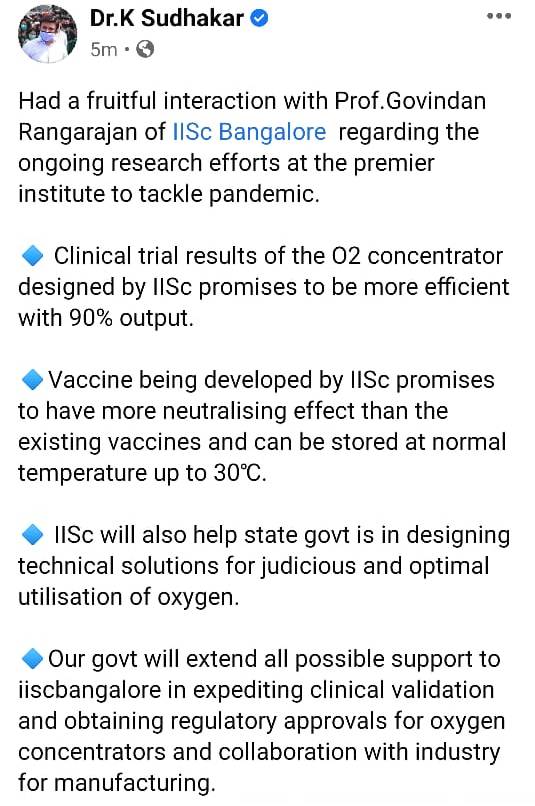 Dr.K Sudhakar
5m
Had a fruitful interaction with Prof.Govindan
Rangarajan of IISc Bangalore regarding the
ongoing research efforts at the premier
institute to tackle pandemic.
Clinical trial results of the O2 concentrator
designed by IISc promises to be more efficient
with 90% output.
Vaccine being developed by IISc promises
to have more neutralising effect than the
existing vaccines and can be stored at normal
temperature up to 30℃.
IISc will also help state govt is in designing
technical solutions for judicious and optimal
utilisation of oxygen.
Our govt will extend all possible support to
iiscbangalore in expediting clinical validation
and obtaining regulatory approvals for oxygen
concentrators and collaboration with industry
for manufacturing.